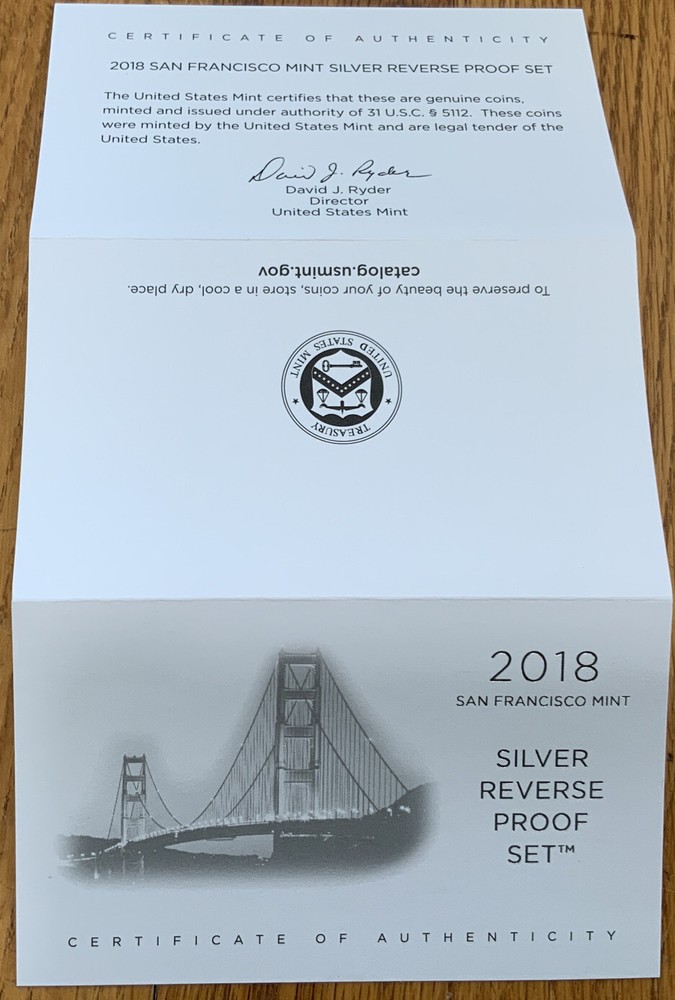 CERTIFICATE OF AUTHENTICITY
2018 SAN FRANCISCO MINT SILVER REVERSE PROOF SET
The United States Mint certifies that these are genuine coins,
minted and issued under authority of 31 U.S.C. § 5112. These coins
were minted by the United States Mint and are legal tender of the
United States.
David J. Ryder
David J. Ryder
Director
United States Mint
catalog.usmint.gov
To preserve the beauty of your coins, store in a cool, dry place.
UNITED STATES MINT
TREASURY
2018
SAN FRANCISCO MINT
SILVER
REVERSE
PROOF
SET™
CERTIFICATE OF AUTHENTICITY